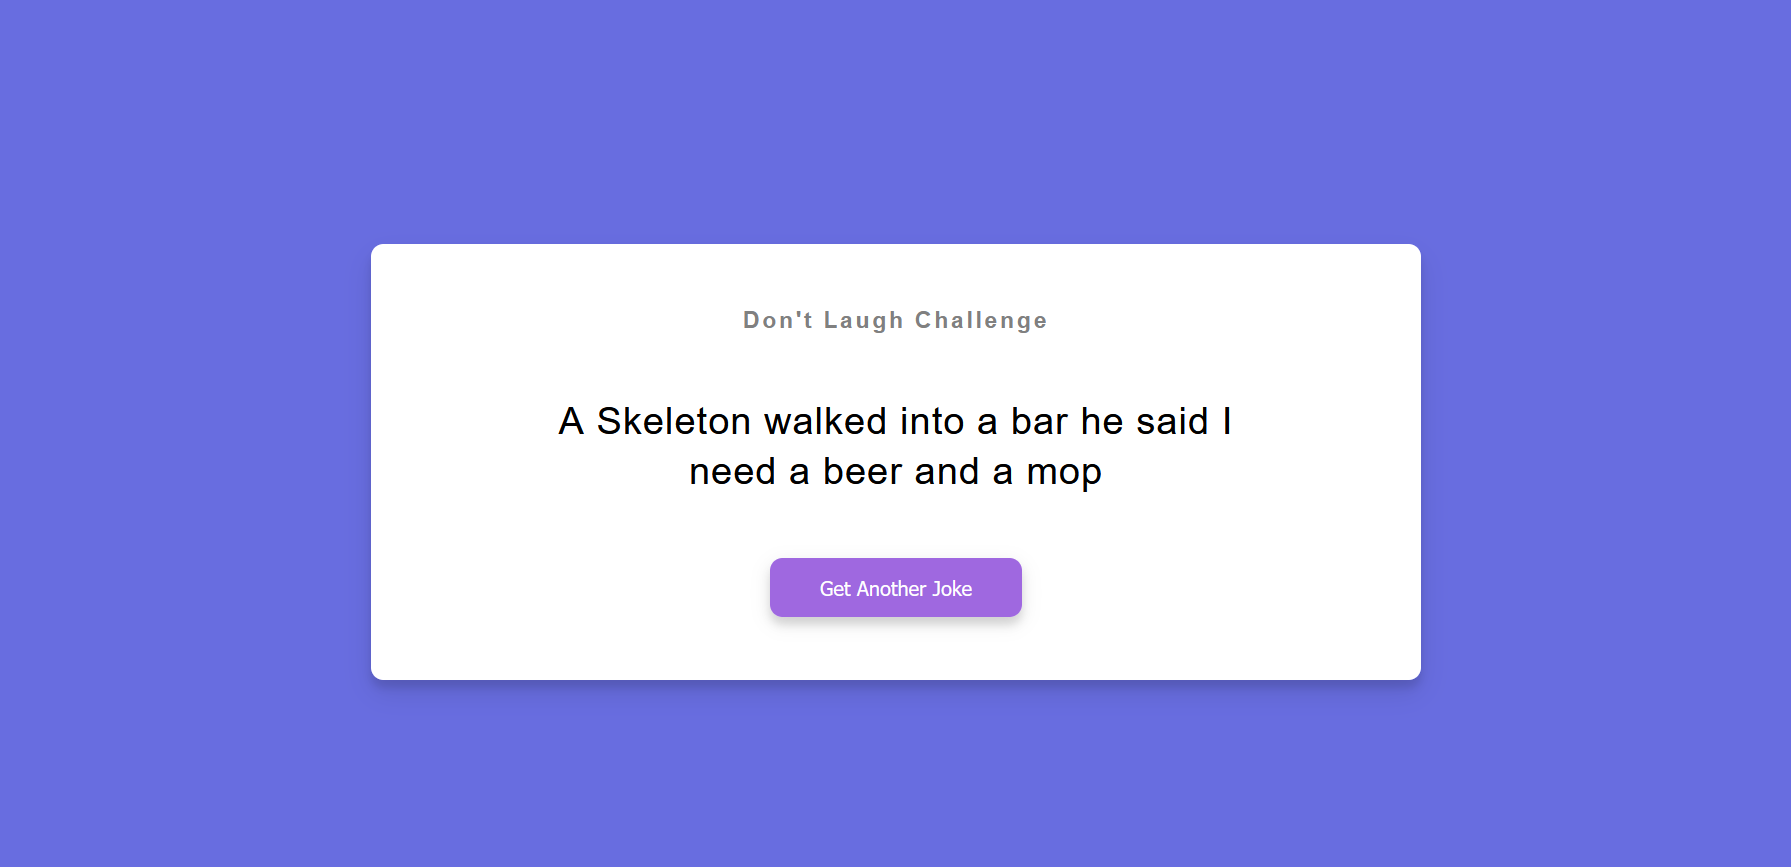 Don't Laugh Challenge
A Skeleton walked into a bar he said I
need a beer and a mop
Get Another Joke